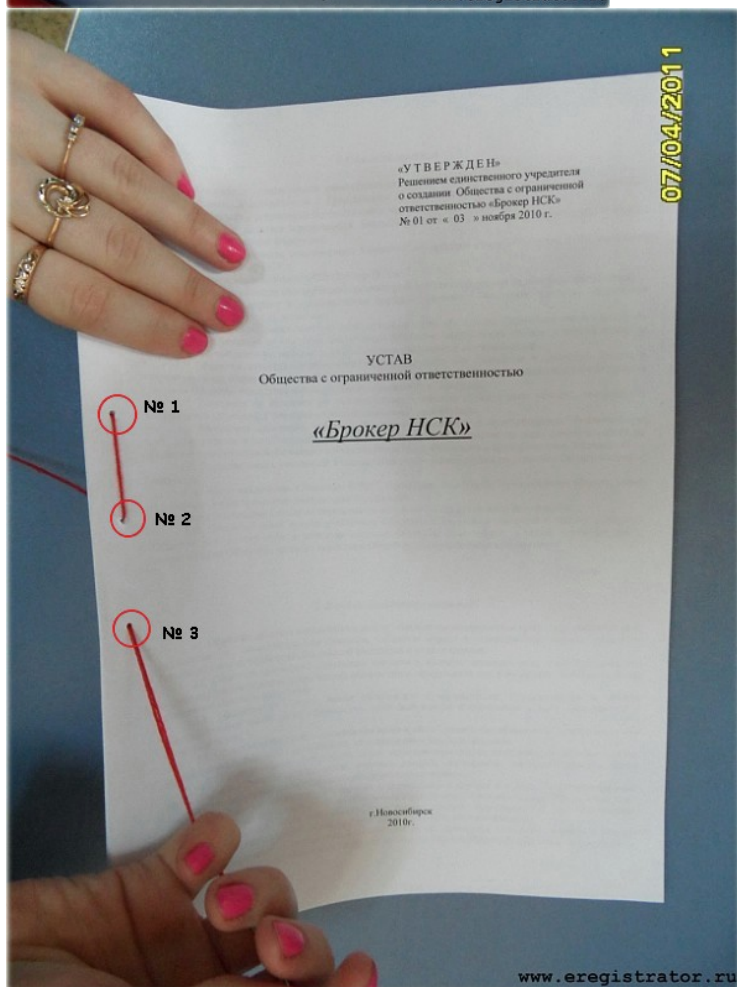 07/04/2011
«УТВЕРЖДЕН»
Решением единственного учредителя
о создании Общества с ограниченной
ответственностью «Брокер НСК»
№ 01 от « 03 » ноября 2010 г.
УСТАВ
Общества с ограниченной ответственностью
«Брокер НСК»
№ 1
№ 2
№ 3
г.Новосибирск
2010г.
www.eregistrator.ru